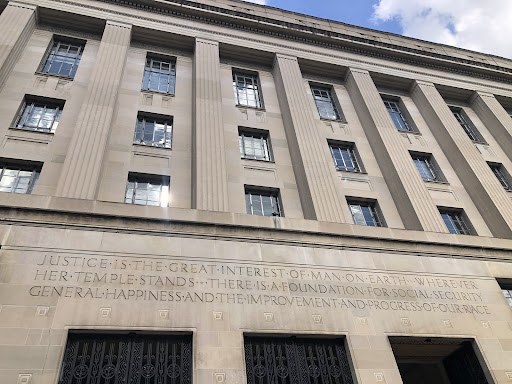 JUSTICE·IS·THE·GREAT·INTEREST·OF·MAN·ON·EARTH·WHEREVER
HER·TEMPLE·STANDS···THERE·IS·A·FOUNDATION·FOR·SOCIAL·SECURITY
GENERAL·HAPPINESS·AND·THE·IMPROVEMENT·AND·PROGRESS·OF·OUR·RACE